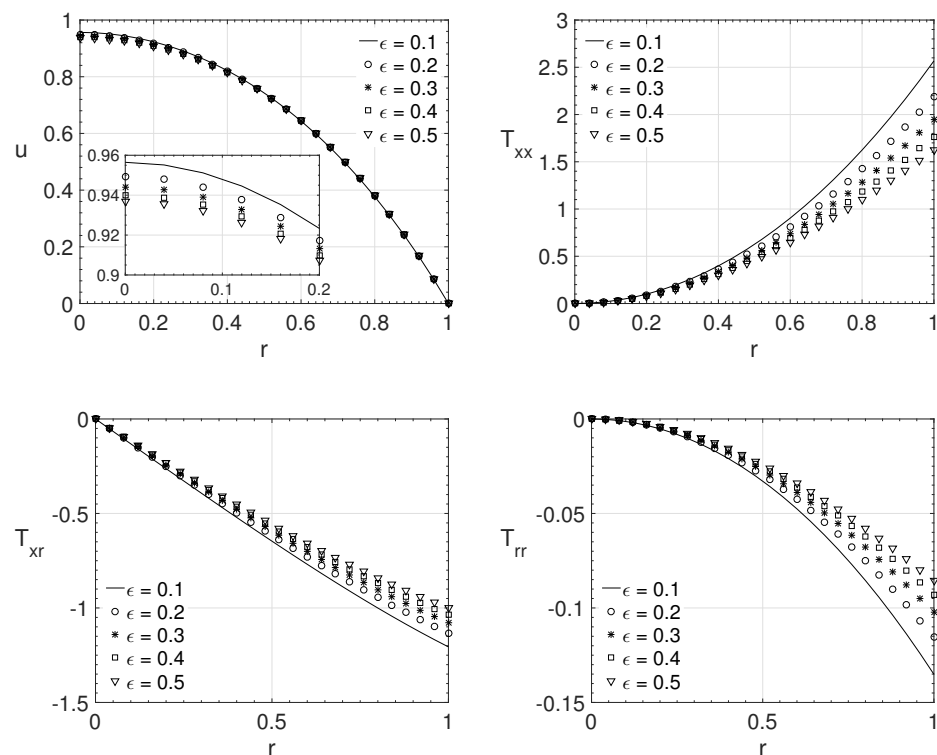 1
0.8
0.6
0.4
0.2
0
u
0 0.2 0.4 0.6 0.8 1
r
ϵ = 0.1
ϵ = 0.2
ϵ = 0.3
ϵ = 0.4
ϵ = 0.5
0.96
0.94
0.92
0.9
0 0.1 0.2
3
2.5
2
1.5
1
0.5
0
T_xx
0 0.2 0.4 0.6 0.8 1
r
ϵ = 0.1
ϵ = 0.2
ϵ = 0.3
ϵ = 0.4
ϵ = 0.5
0
-0.5
-1
-1.5
T_xr
0 0.5 1
r
ϵ = 0.1
ϵ = 0.2
ϵ = 0.3
ϵ = 0.4
ϵ = 0.5
0
-0.05
-0.1
-0.15
T_rr
0 0.5 1
r
ϵ = 0.1
ϵ = 0.2
ϵ = 0.3
ϵ = 0.4
ϵ = 0.5